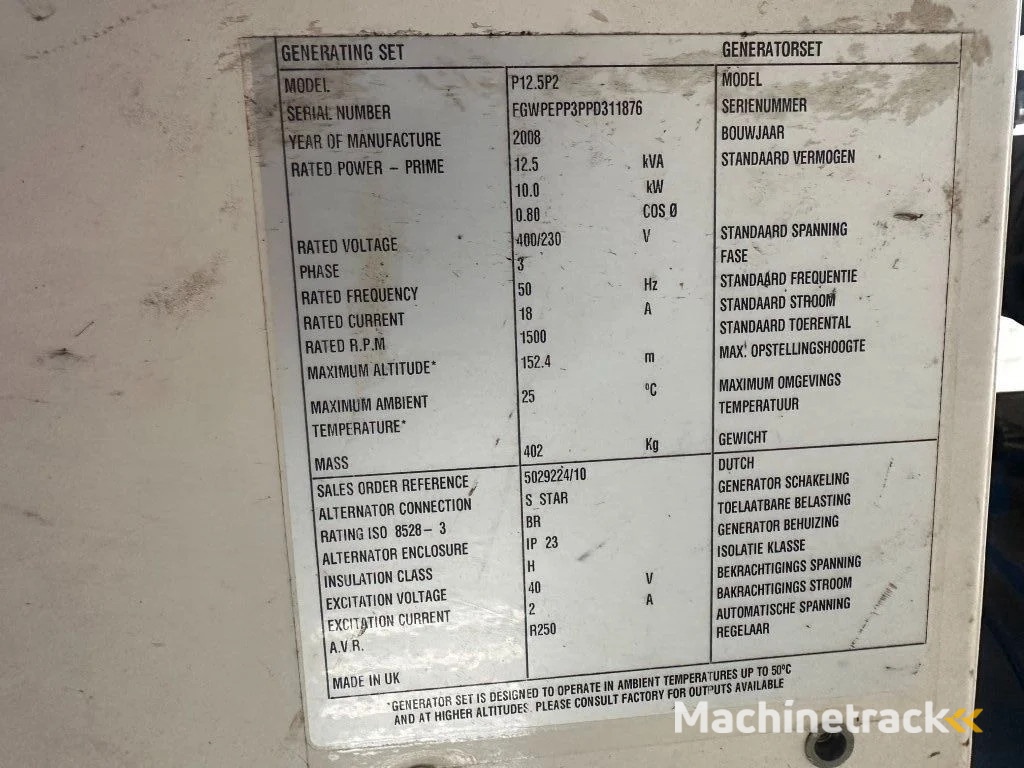 GENERATING SET GENERATORSET
MODEL P12.5P2 MODEL
SERIAL NUMBER FGWPEPP3PPD311876 SERIENUMMER
YEAR OF MANUFACTURE 2008 BOUWJAAR
RATED POWER – PRIME 12.5 kVA STANDAARD VERMOGEN
10.0 kW
0.80 COS Ø
RATED VOLTAGE 400/230 V STANDAARD SPANNING
PHASE 3 FASE
RATED FREQUENCY 50 Hz STANDAARD FREQUENTIE
RATED CURRENT 18 A STANDAARD STROOM
RATED R.P.M 1500 STANDAARD TOERENTAL
MAXIMUM ALTITUDE* 152.4 m MAX. OPSTELLINGSHOOGTE
MAXIMUM AMBIENT 25 ºC MAXIMUM OMGEVINGS
TEMPERATURE* TEMPERATUUR
MASS 402 Kg GEWICHT
SALES ORDER REFERENCE 5029224/10 DUTCH
ALTERNATOR CONNECTION S STAR GENERATOR SCHAKELING
RATING ISO 8528– 3 BR TOELAATBARE BELASTING
ALTERNATOR ENCLOSURE IP 23 GENERATOR BEHUIZING
INSULATION CLASS H ISOLATIE KLASSE
EXCITATION VOLTAGE 40 V BEKRACHTIGINGS SPANNING
EXCITATION CURRENT 2 A BAKRACHTIGINGS STROOM
A.V.R. R250 AUTOMATISCHE SPANNING
REGELAAR
MADE IN UK
*GENERATOR SET IS DESIGNED TO OPERATE IN AMBIENT TEMPERATURES UP TO 50ºC
AND AT HIGHER ALTITUDES. PLEASE CONSULT FACTORY FOR OUTPUTS AVAILABLE
Machinetrack